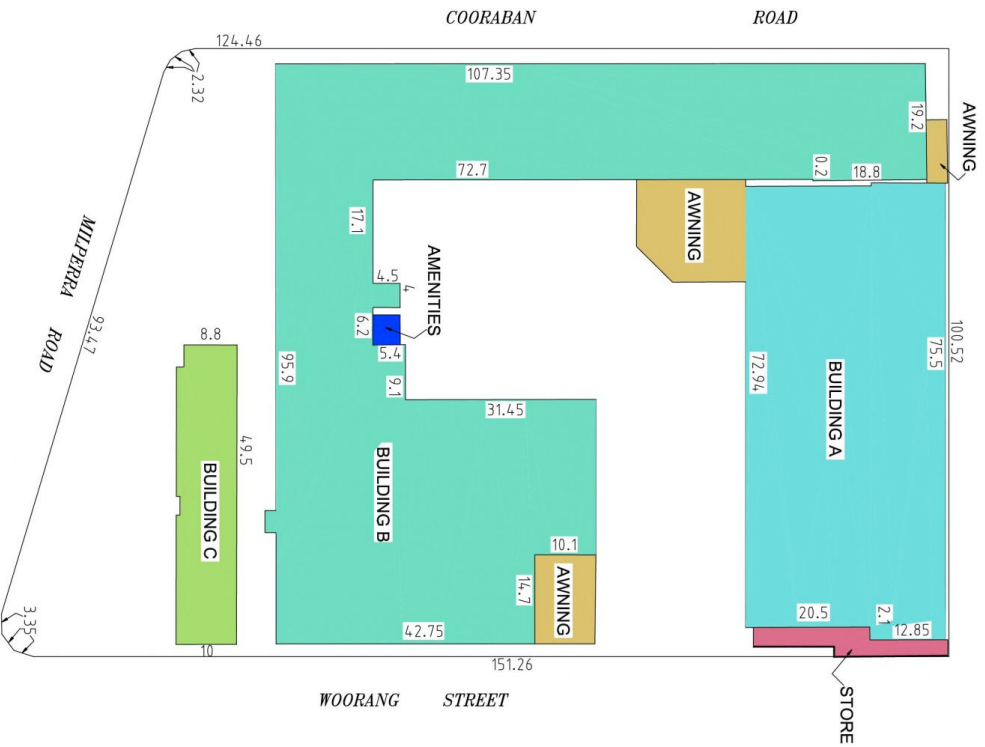 COORABAN ROAD
124.46
2.32
107.35
19.2
AWNING
72.7
0.2
18.8
17.1
AWNING
AMENITIES
4.5
4
6.2
5.4
9.1
MILPERRA ROAD
93.47
8.8
95.9
31.45
72.94
75.5
100.52
BUILDING A
49.5
BUILDING C
BUILDING B
10.1
14.7
AWNING
3.35
10
42.75
20.5
2.1
12.85
151.26
WOORANG STREET
STORE